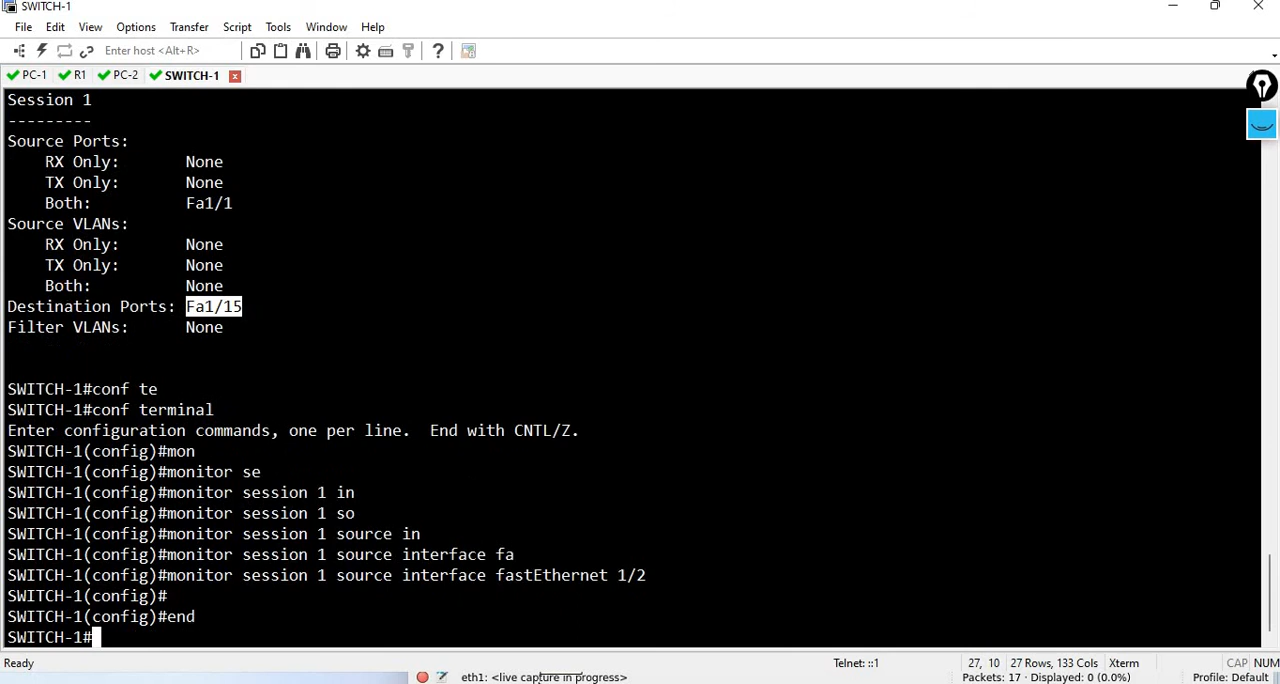 SWITCH-1
File Edit View Options Transfer Script Tools Window Help
Enter host <Alt+R>
PC-1 R1 PC-2 SWITCH-1
Session 1
---------
Source Ports:
    RX Only:       None
    TX Only:       None
    Both:          Fa1/1
Source VLANs:
    RX Only:       None
    TX Only:       None
    Both:          None
Destination Ports: Fa1/15
Filter VLANs:      None
SWITCH-1#conf te
SWITCH-1#conf terminal
Enter configuration commands, one per line.  End with CNTL/Z.
SWITCH-1(config)#mon
SWITCH-1(config)#monitor se
SWITCH-1(config)#monitor session 1 in
SWITCH-1(config)#monitor session 1 so
SWITCH-1(config)#monitor session 1 source in
SWITCH-1(config)#monitor session 1 source interface fa
SWITCH-1(config)#monitor session 1 source interface fastEthernet 1/2
SWITCH-1(config)#
SWITCH-1(config)#end
SWITCH-1#
Ready Telnet: ::1 27, 10 27 Rows, 133 Cols Xterm CAP NUM
eth1: <live capture in progress> Packets: 17 · Displayed: 0 (0.0%) Profile: Default